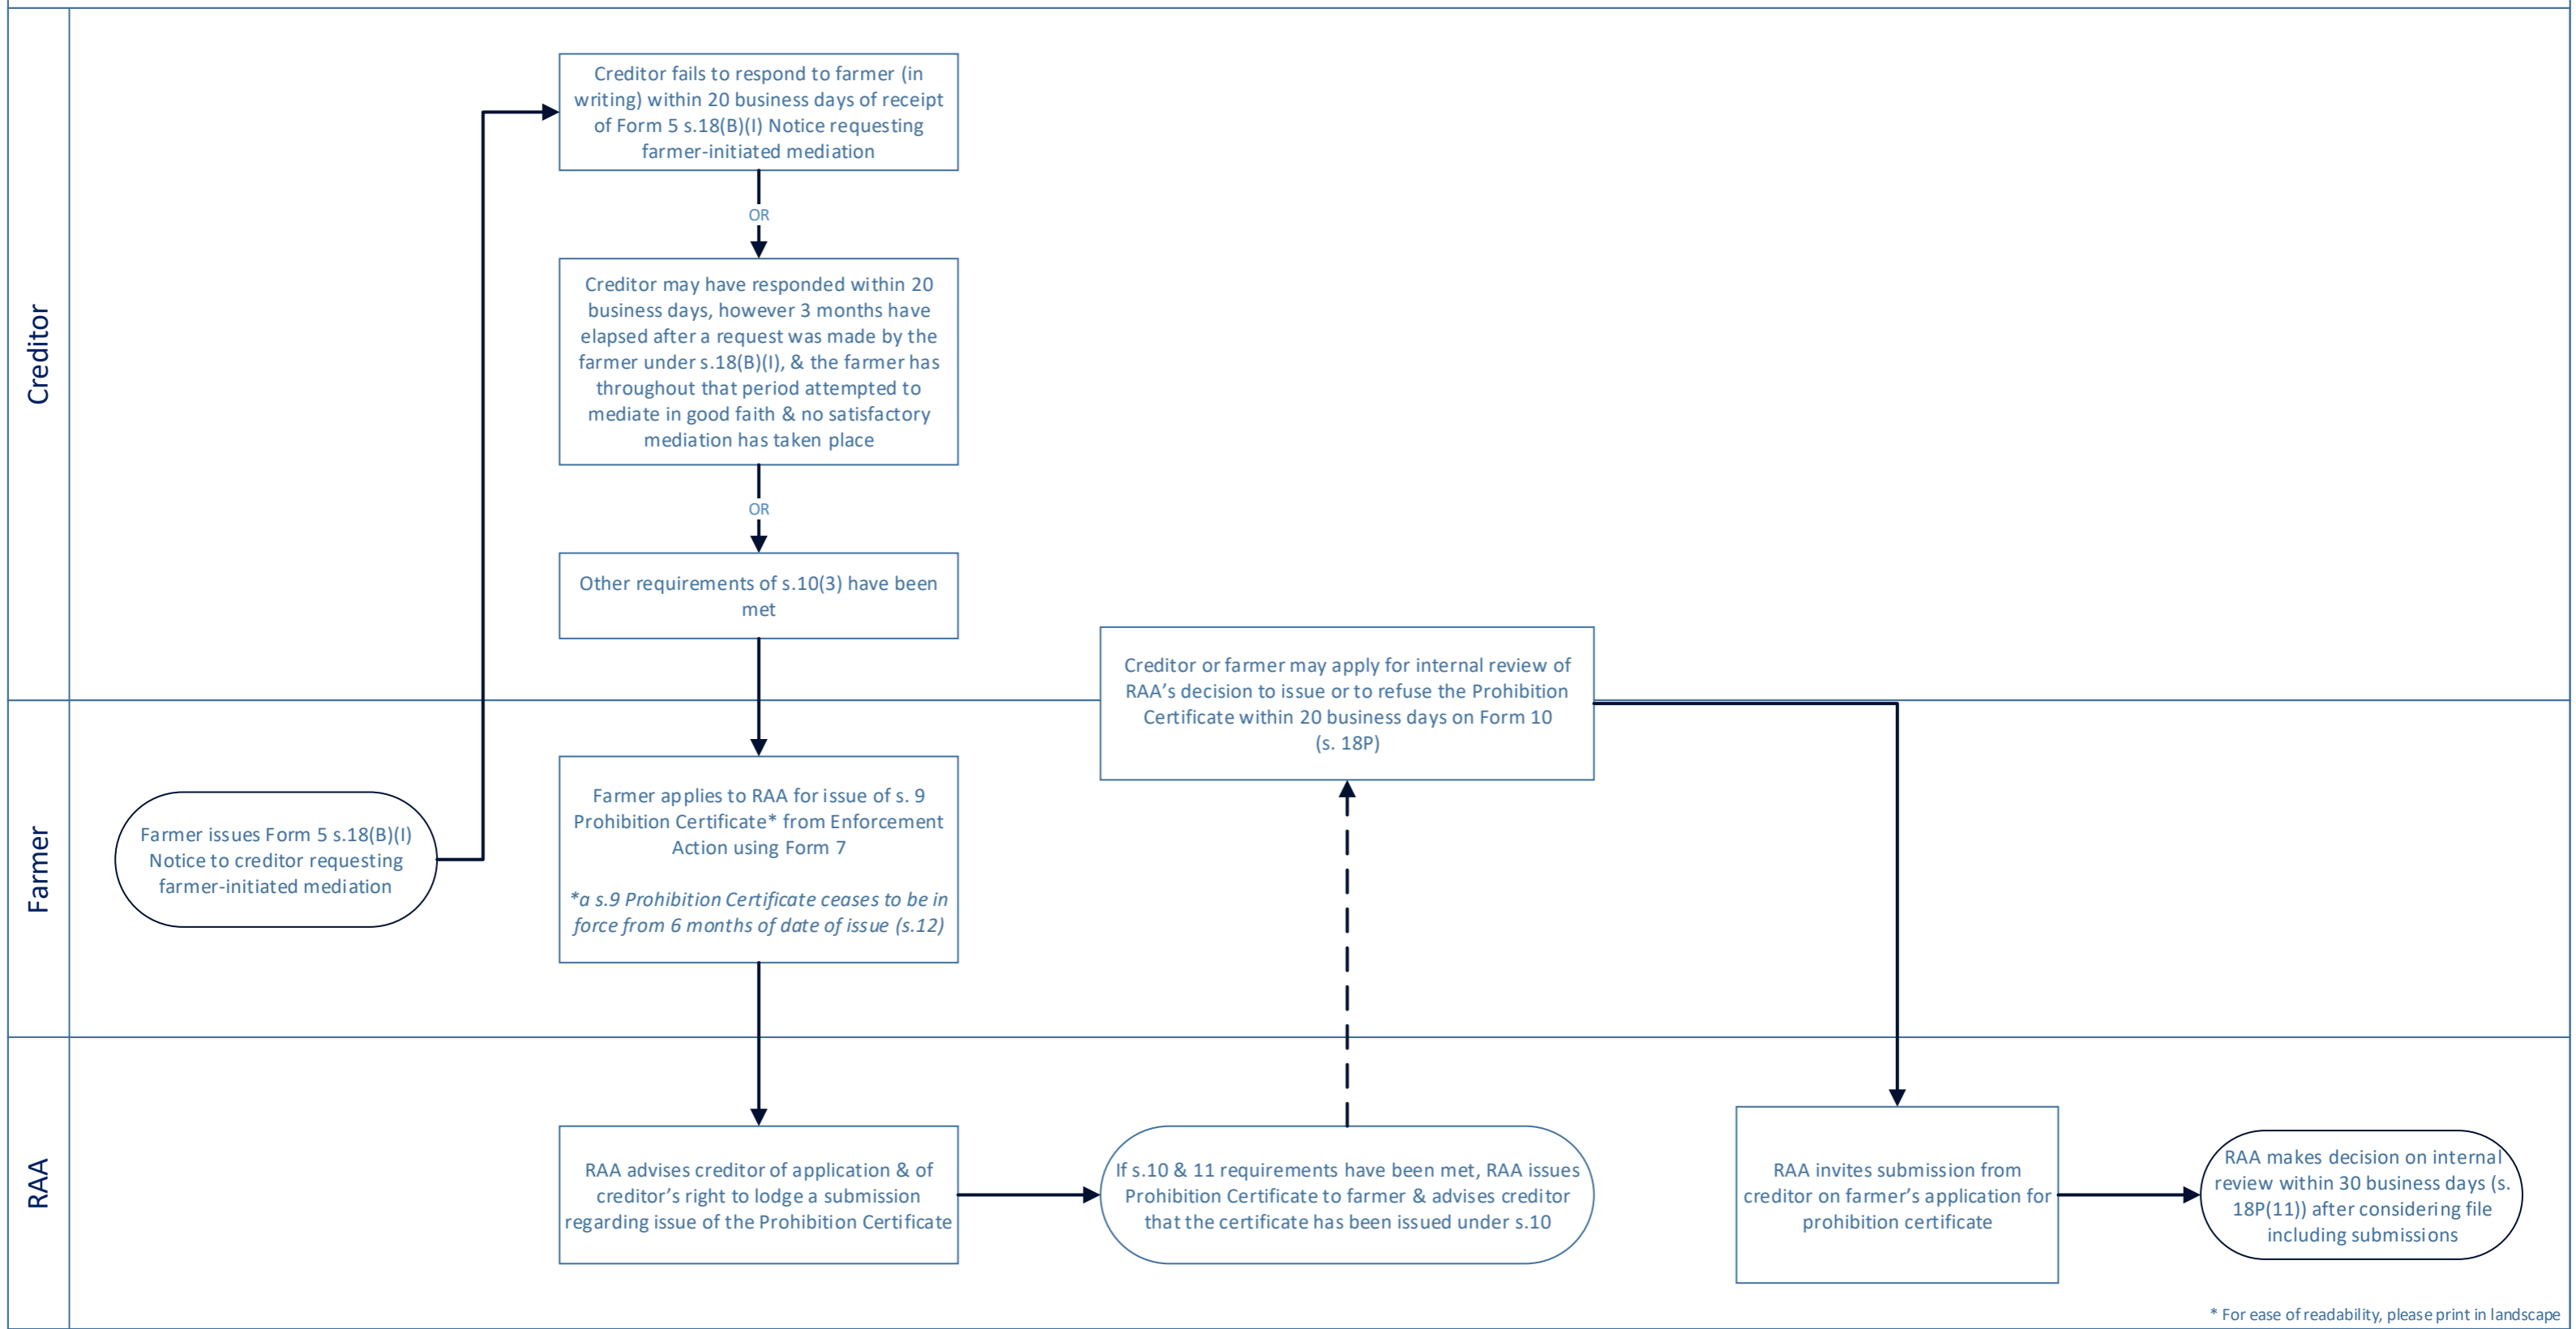 Creditor
Creditor fails to respond to farmer (in
writing) within 20 business days of receipt
of Form 5 s.18(B)(I) Notice requesting
farmer-initiated mediation
OR
Creditor may have responded within 20
business days, however 3 months have
elapsed after a request was made by the
farmer under s.18(B)(I), & the farmer has
throughout that period attempted to
mediate in good faith & no satisfactory
mediation has taken place
OR
Other requirements of s.10(3) have been
met
Creditor or farmer may apply for internal review of
RAA’s decision to issue or to refuse the Prohibition
Certificate within 20 business days on Form 10
(s. 18P)
Farmer
Farmer issues Form 5 s.18(B)(I)
Notice to creditor requesting
farmer-initiated mediation
Farmer applies to RAA for issue of s. 9
Prohibition Certificate* from Enforcement
Action using Form 7
*a s.9 Prohibition Certificate ceases to be in
force from 6 months of date of issue (s.12)
RAA
RAA advises creditor of application & of
creditor’s right to lodge a submission
regarding issue of the Prohibition Certificate
If s.10 & 11 requirements have been met, RAA issues
Prohibition Certificate to farmer & advises creditor
that the certificate has been issued under s.10
RAA invites submission from
creditor on farmer’s application for
prohibition certificate
RAA makes decision on internal
review within 30 business days (s.
18P(11)) after considering file
including submissions
* For ease of readability, please print in landscape